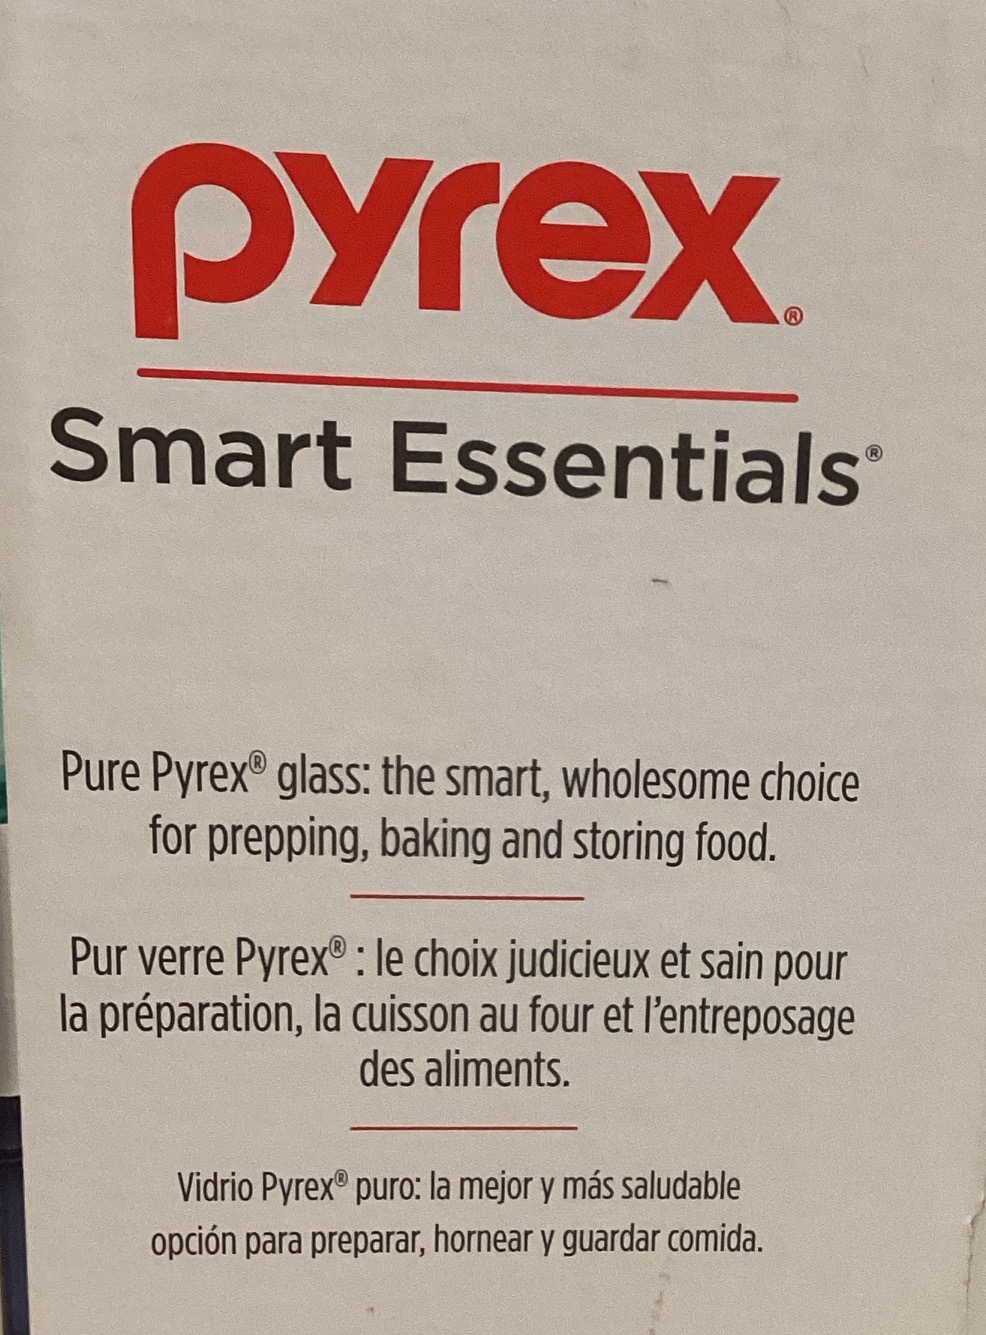 pyrex®
Smart Essentials®
Pure Pyrex® glass: the smart, wholesome choice
for prepping, baking and storing food.
Pur verre Pyrex® : le choix judicieux et sain pour
la préparation, la cuisson au four et l'entreposage
des aliments.
Vidrio Pyrex® puro: la mejor y más saludable
opción para preparar, hornear y guardar comida.